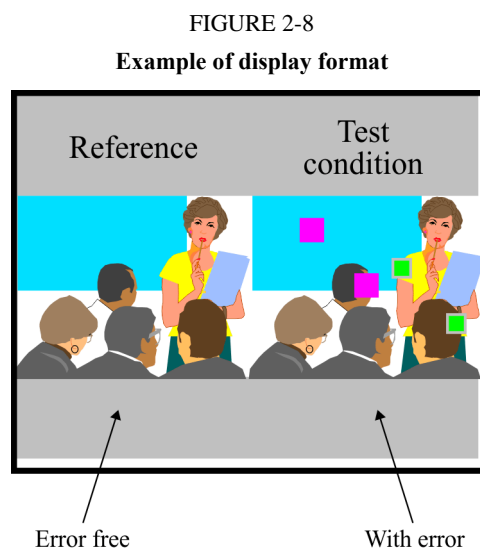 FIGURE 2-8
Example of display format
Reference
Test
condition
Error free
With error